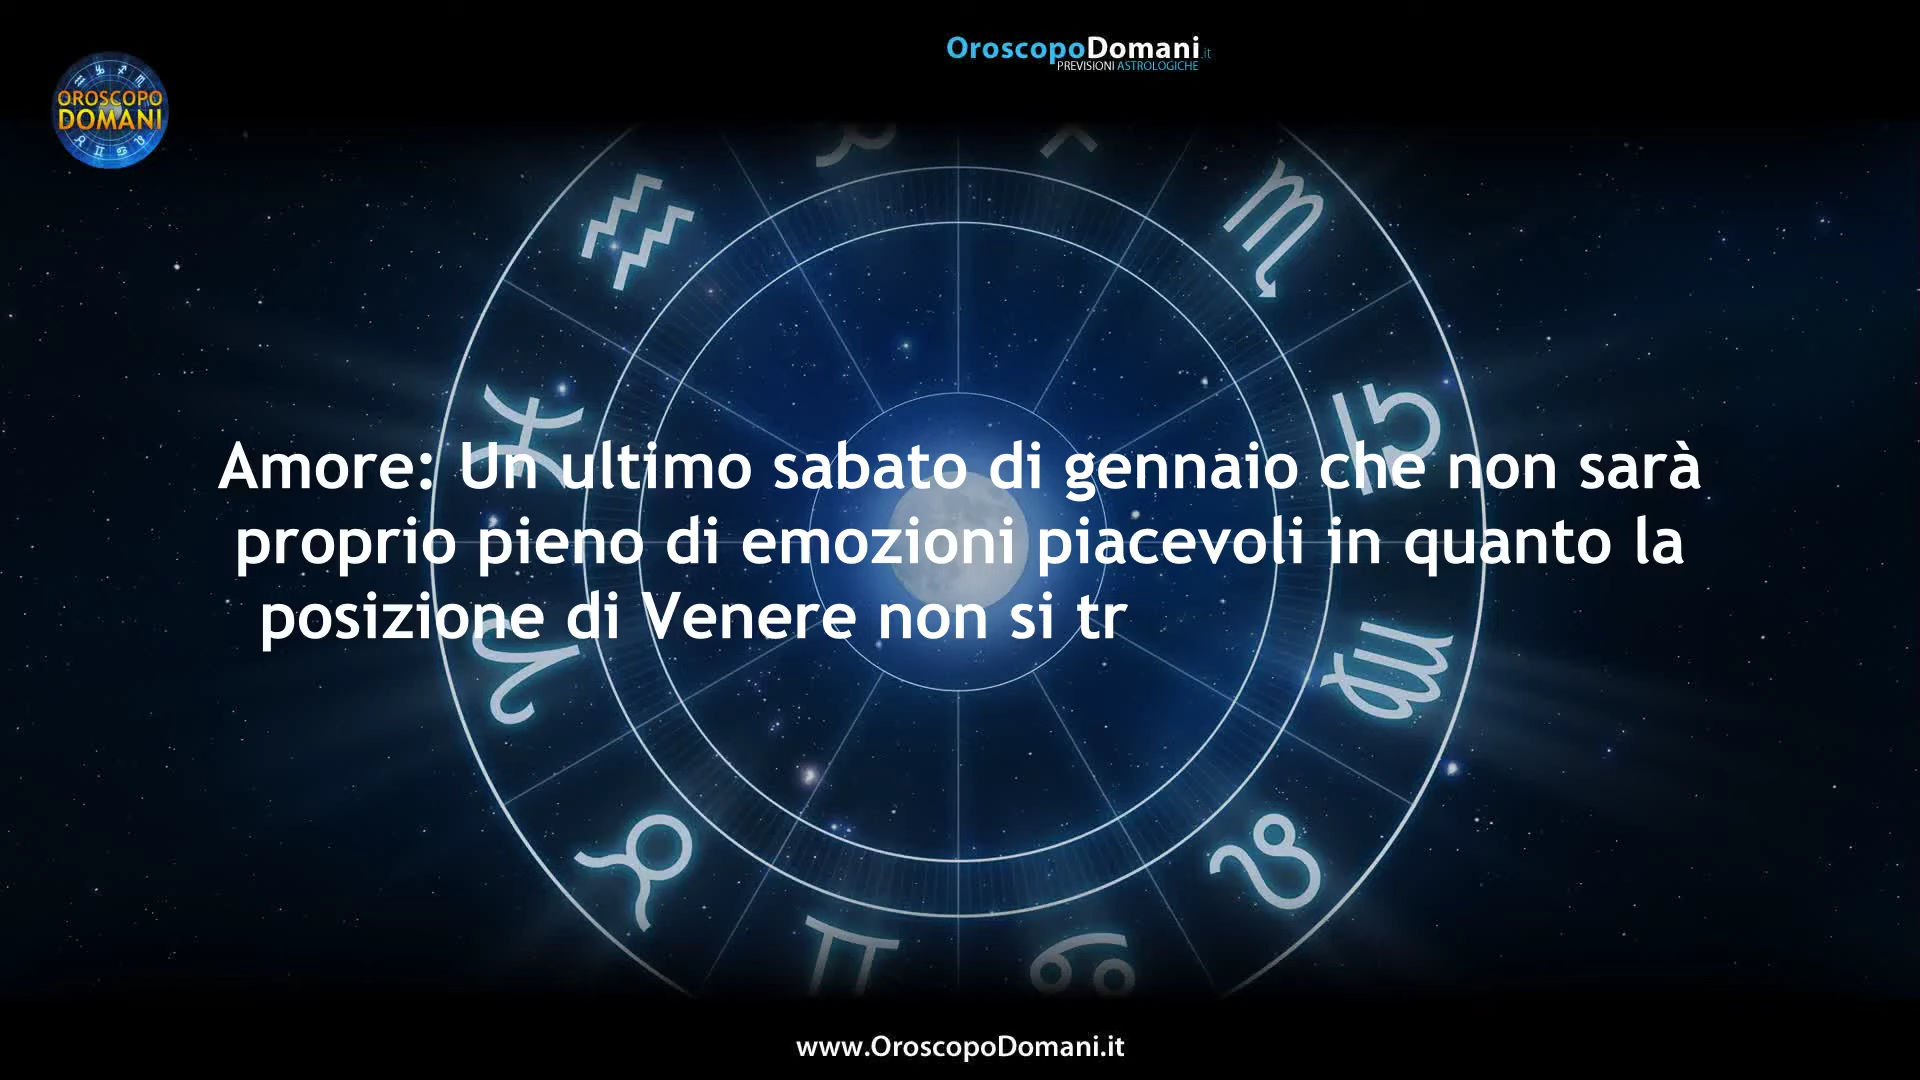 OroscopoDomani.it
PREVISIONI ASTROLOGICHE
OROSCOPO
DOMANI
Amore: Un ultimo sabato di gennaio che non sarà
proprio pieno di emozioni piacevoli in quanto la
posizione di Venere non si tr
www.OroscopoDomani.it